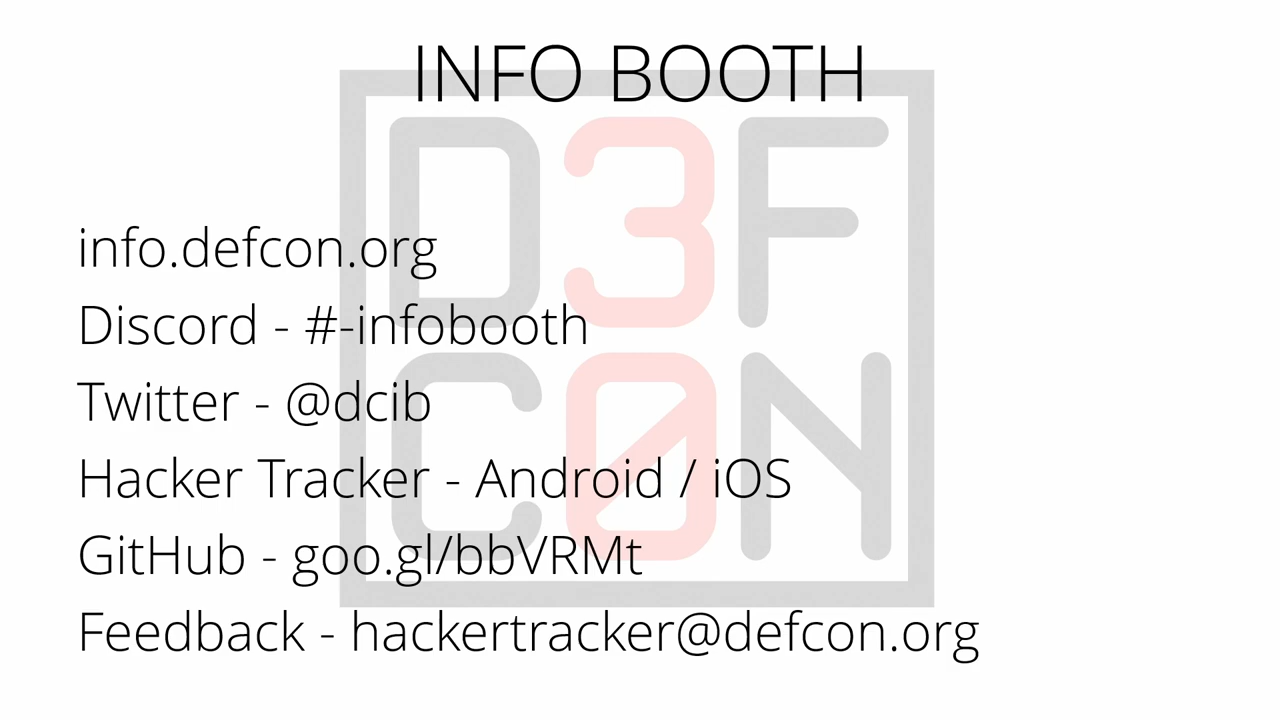 INFO BOOTH
D3F
C0N
info.defcon.org
Discord - #-infobooth
Twitter - @dcib
Hacker Tracker - Android / iOS
GitHub - goo.gl/bbVRMt
Feedback - hackertracker@defcon.org